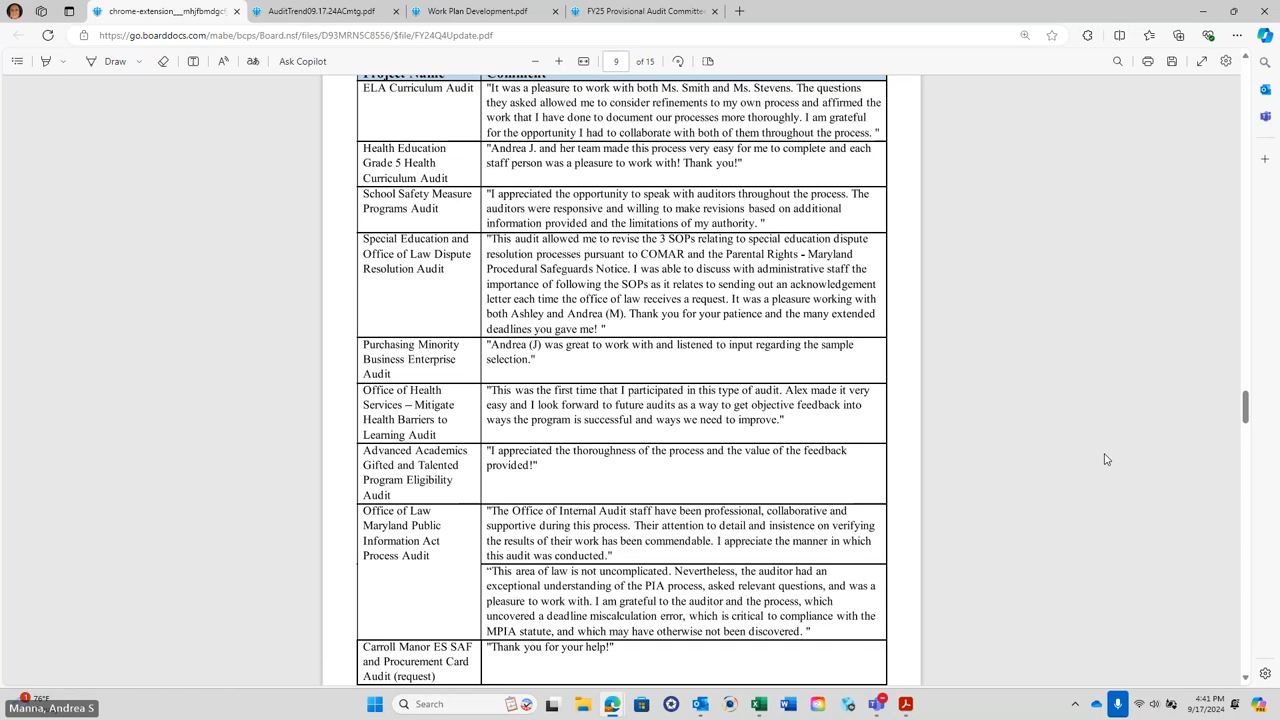 chrome-extension___mhjfbmdgcf
AuditTrend09.17.24ACmtg.pdf
Work Plan Development.pdf
FY25 Provisional Audit Committe
https://go.boarddocs.com/mabe/bcps/Board.nsf/files/D93MRN5C8556/$file/FY24Q4Update.pdf
Draw
Ask Copilot
9 of 15
Project Name
Comment
ELA Curriculum Audit
"It was a pleasure to work with both Ms. Smith and Ms. Stevens. The questions
they asked allowed me to consider refinements to my own process and affirmed the
work that I have done to document our processes more thoroughly. I am grateful
for the opportunity I had to collaborate with both of them throughout the process. "
Health Education
Grade 5 Health
Curriculum Audit
"Andrea J. and her team made this process very easy for me to complete and each
staff person was a pleasure to work with! Thank you!"
School Safety Measure
Programs Audit
"I appreciated the opportunity to speak with auditors throughout the process. The
auditors were responsive and willing to make revisions based on additional
information provided and the limitations of my authority. "
Special Education and
Office of Law Dispute
Resolution Audit
"This audit allowed me to revise the 3 SOPs relating to special education dispute
resolution processes pursuant to COMAR and the Parental Rights - Maryland
Procedural Safeguards Notice. I was able to discuss with administrative staff the
importance of following the SOPs as it relates to sending out an acknowledgement
letter each time the office of law receives a request. It was a pleasure working with
both Ashley and Andrea (M). Thank you for your patience and the many extended
deadlines you gave me! "
Purchasing Minority
Business Enterprise
Audit
"Andrea (J) was great to work with and listened to input regarding the sample
selection."
Office of Health
Services – Mitigate
Health Barriers to
Learning Audit
"This was the first time that I participated in this type of audit. Alex made it very
easy and I look forward to future audits as a way to get objective feedback into
ways the program is successful and ways we need to improve."
Advanced Academics
Gifted and Talented
Program Eligibility
Audit
"I appreciated the thoroughness of the process and the value of the feedback
provided!"
Office of Law
Maryland Public
Information Act
Process Audit
"The Office of Internal Audit staff have been professional, collaborative and
supportive during this process. Their attention to detail and insistence on verifying
the results of their work has been commendable. I appreciate the manner in which
this audit was conducted."
“This area of law is not uncomplicated. Nevertheless, the auditor had an
exceptional understanding of the PIA process, asked relevant questions, and was a
pleasure to work with. I am grateful to the auditor and the process, which
uncovered a deadline miscalculation error, which is critical to compliance with the
MPIA statute, and which may have otherwise not been discovered. "
Carroll Manor ES SAF
and Procurement Card
Audit (request)
"Thank you for your help!"
1
76°F
Manna, Andrea S
Search
4:41 PM
9/17/2024